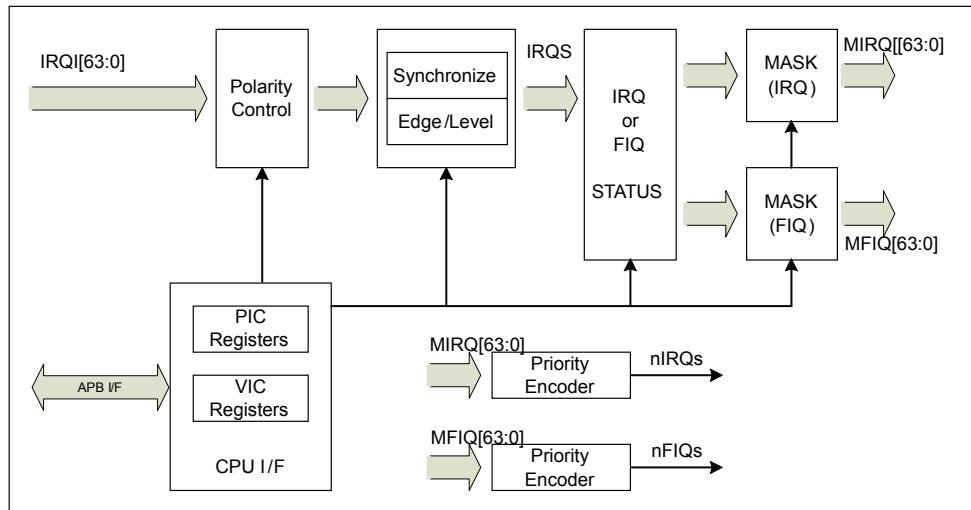 IRQI[63:0]
Polarity
Control
Synchronize
Edge/Level
IRQS
IRQ
or
FIQ
STATUS
MASK
(IRQ)
MIRQ[[63:0]
MASK
(FIQ)
MFIQ[63:0]
PIC
Registers
VIC
Registers
CPU I/F
APB I/F
MIRQ[63:0]
Priority
Encoder
nIRQs
MFIQ[63:0]
Priority
Encoder
nFIQs